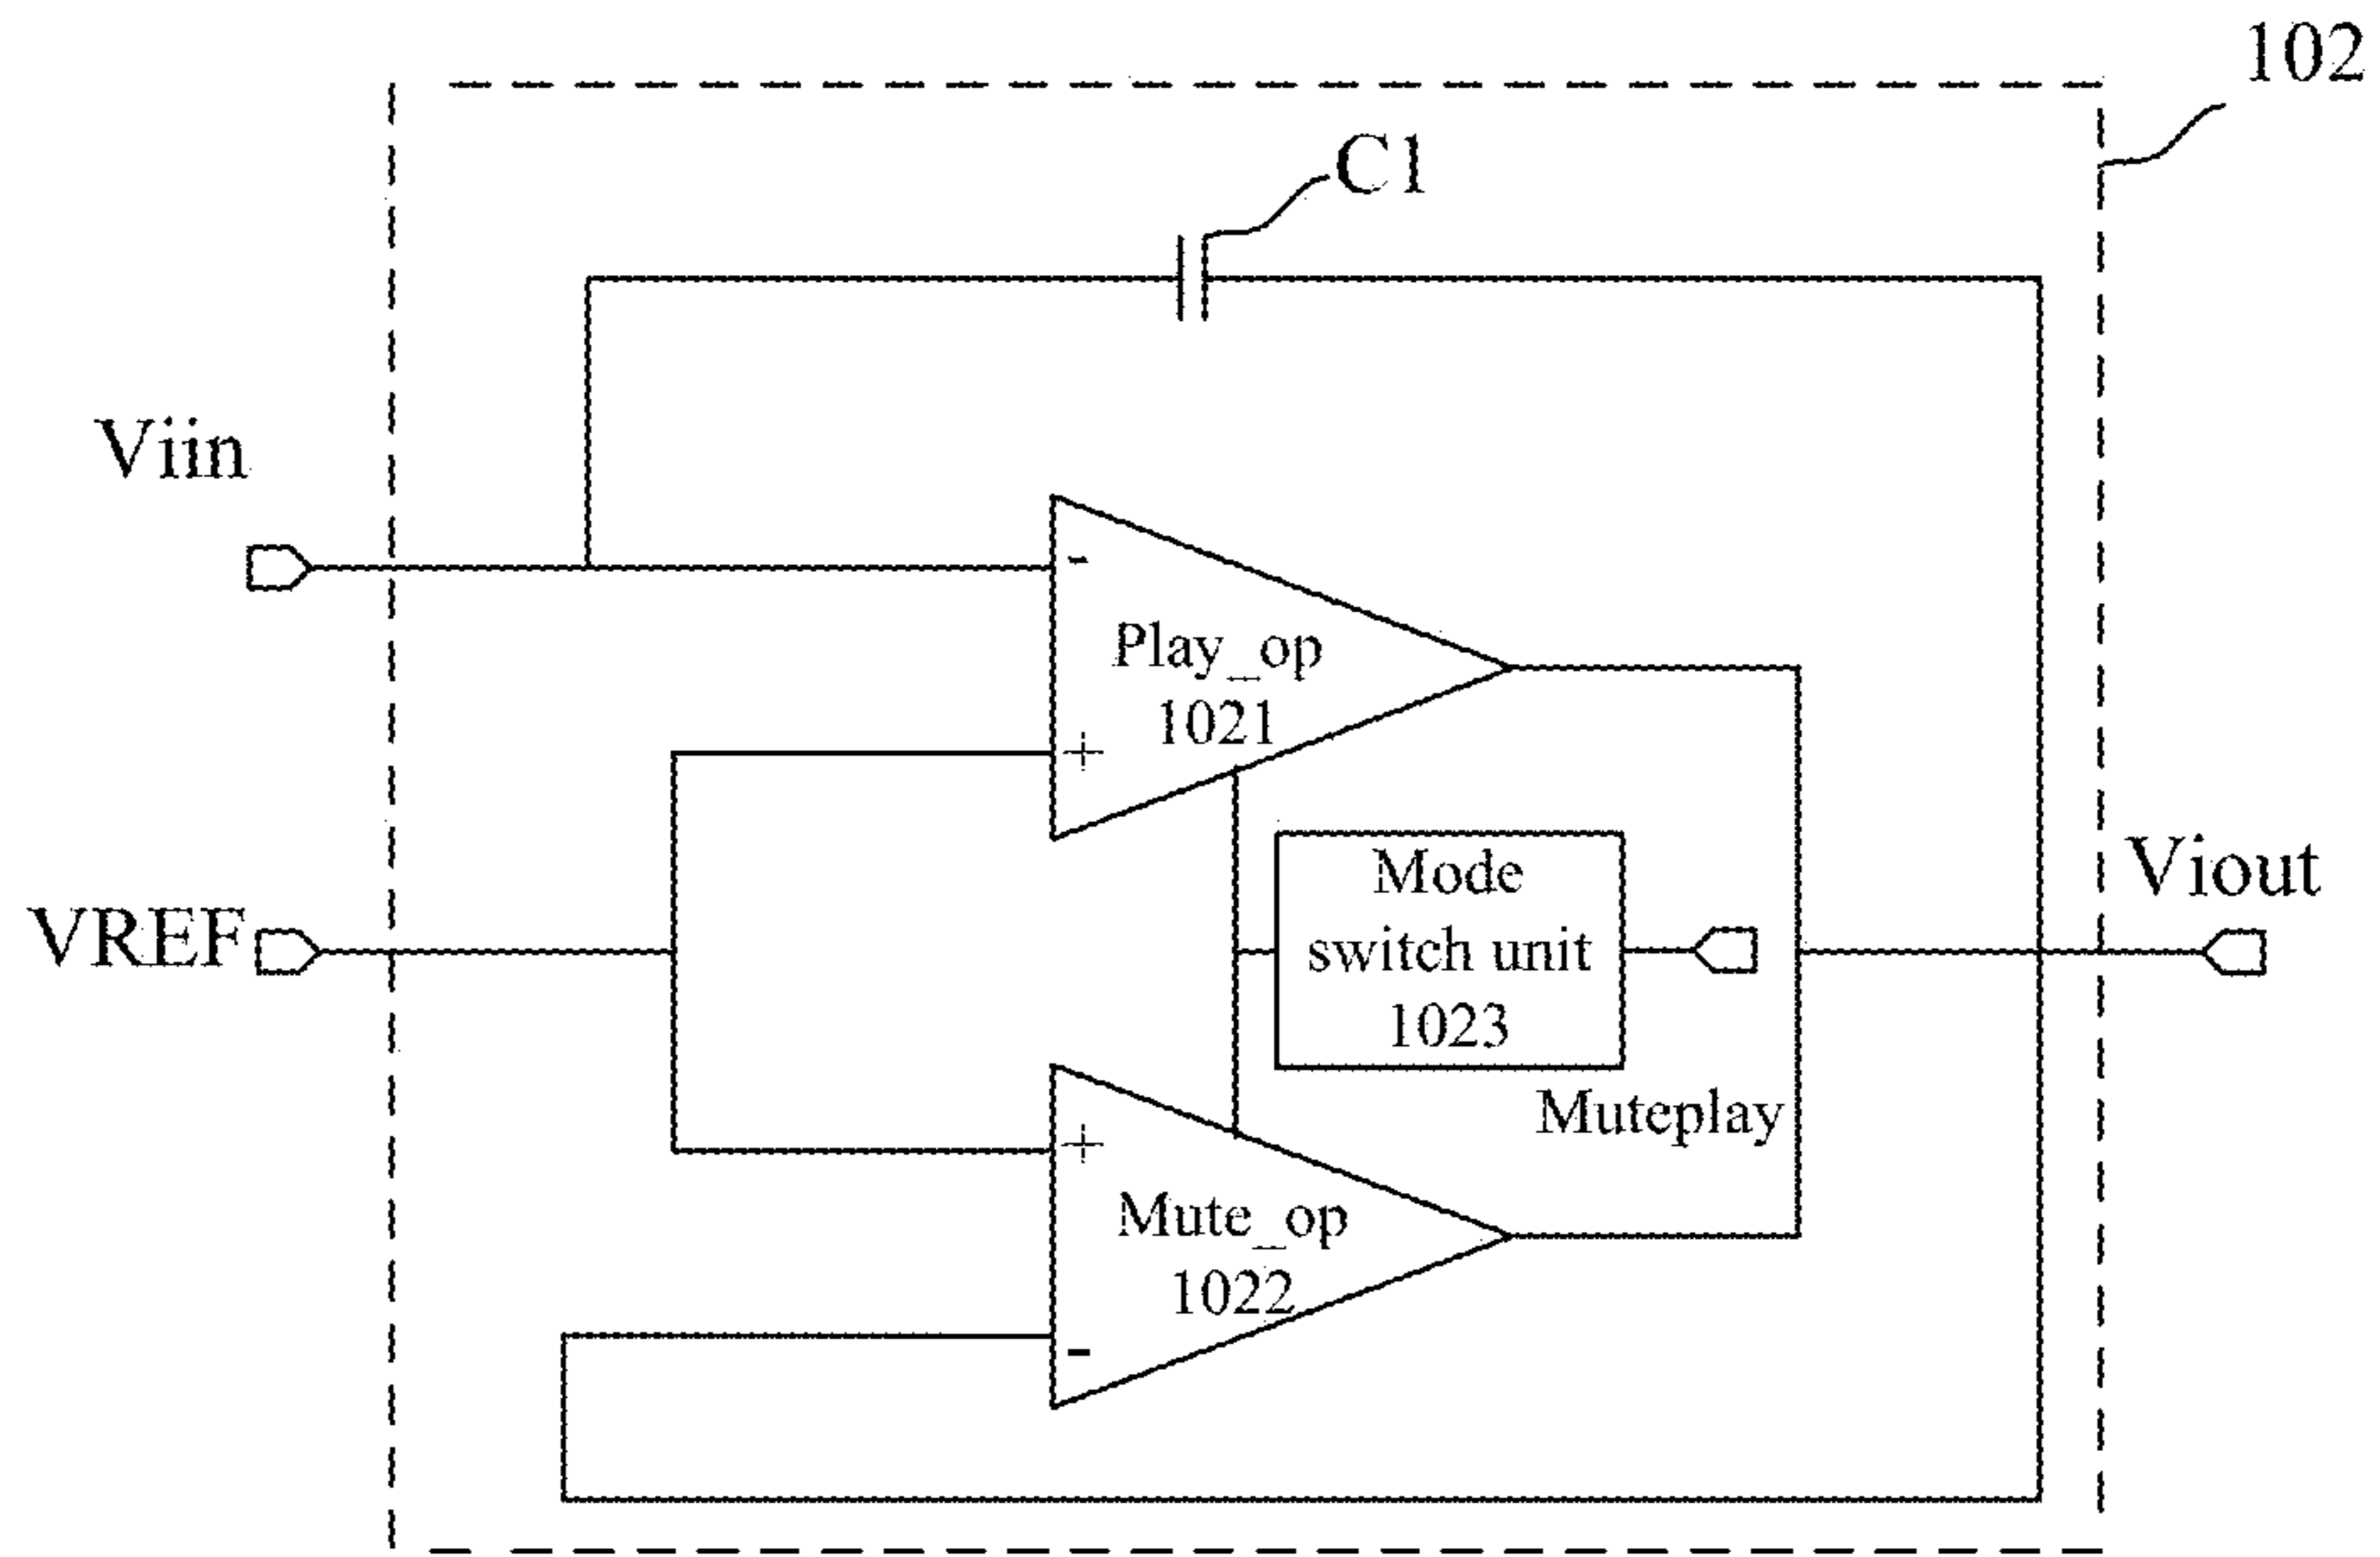 102
C1
Viin
-
Play_op
1021
+
Mode
switch unit
1023
Viout
VREF
Muteplay
+
Mute_op
1022
-